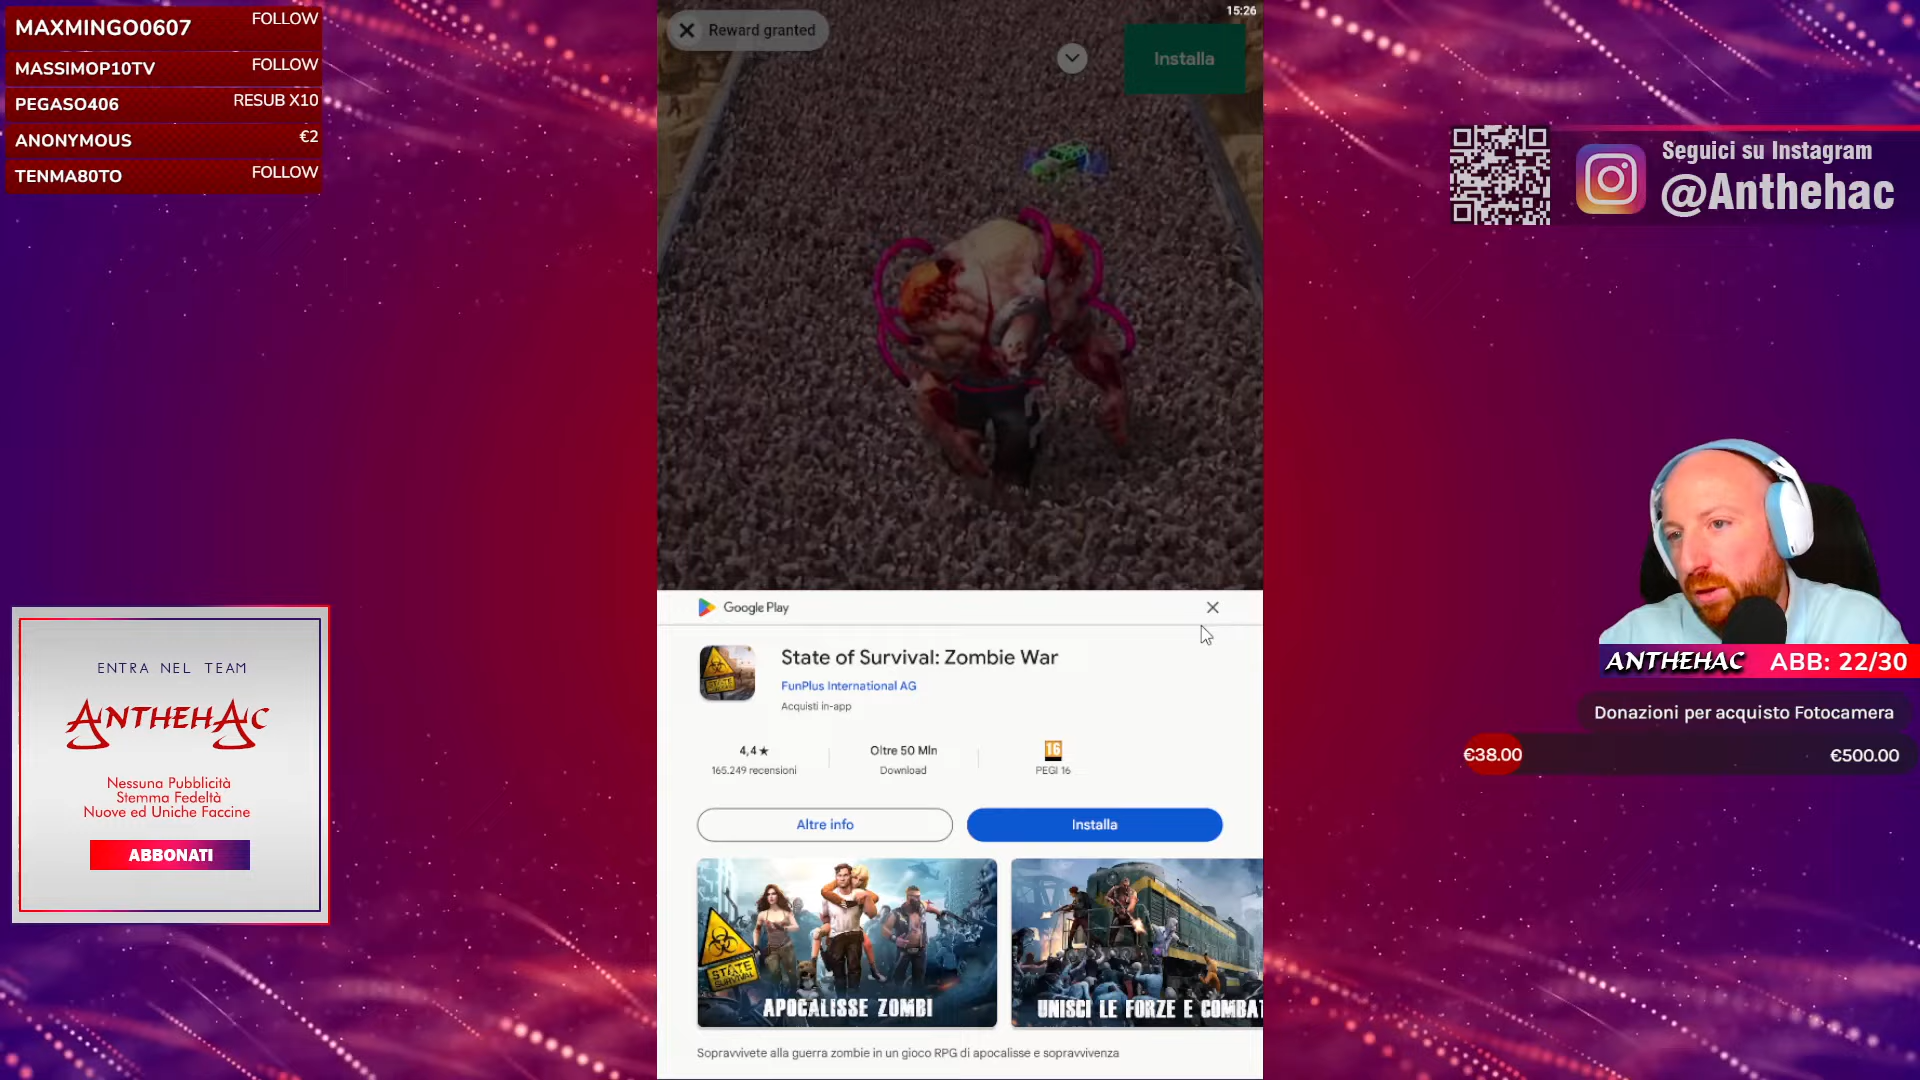 MAXMINGO0607 FOLLOW
MASSIMOP10TV FOLLOW
PEGASO406 RESUB X10
ANONYMOUS €2
TENMA80TO FOLLOW
ENTRA NEL TEAM
ANTHEHAC
Nessuna Pubblicità
Stemma Fedeltà
Nuove ed Uniche Faccine
ABBONATI
15:26
Reward granted
Installa
Google Play
State of Survival: Zombie War
FunPlus International AG
Acquisti in-app
4,4★
165.249 recensioni
Oltre 50 Mln
Download
16
PEGI 16
Altre info
Installa
STATE
SURVIVAL
APOCALISSE ZOMBI
UNISCI LE FORZE E COMBAT
Sopravvivete alla guerra zombie in un gioco RPG di apocalisse e sopravvivenza
Seguici su Instagram
@Anthehac
ANTHEHAC ABB: 22/30
Donazioni per acquisto Fotocamera
€38.00 €500.00